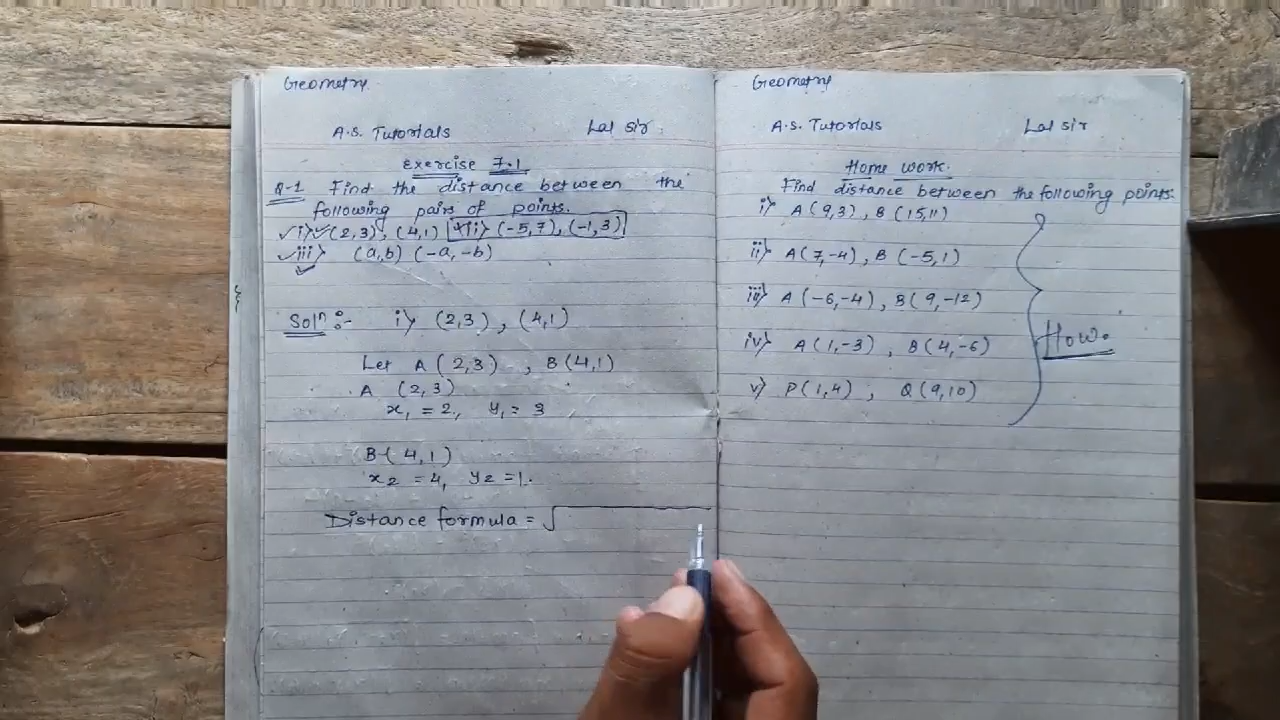 Geometry.
A.S. Tutorials Lal sir
Exercise 7.1
Q-1 Find the distance between the
following pairs of points.
i) (2,3), (4,1) ii) (-5,7), (-1,3)
iii) (a,b) (-a,-b)
Solⁿ :- i) (2,3), (4,1)
Let A(2,3) , B(4,1)
A (2,3)
x₁ = 2, y₁ = 3
B(4,1)
x₂ = 4, y₂ = 1.
Distance formula = √
Geometry
A.S. Tutorials Lal sir
Home work.
Find distance between the following points.
i) A(9,3), B(15,11)
ii) A(7,-4), B(-5,1)
iii) A(-6,-4), B(9,-12)
iv) A(1,-3), B(4,-6)
v) P(1,4), Q(9,10)
H.ow.